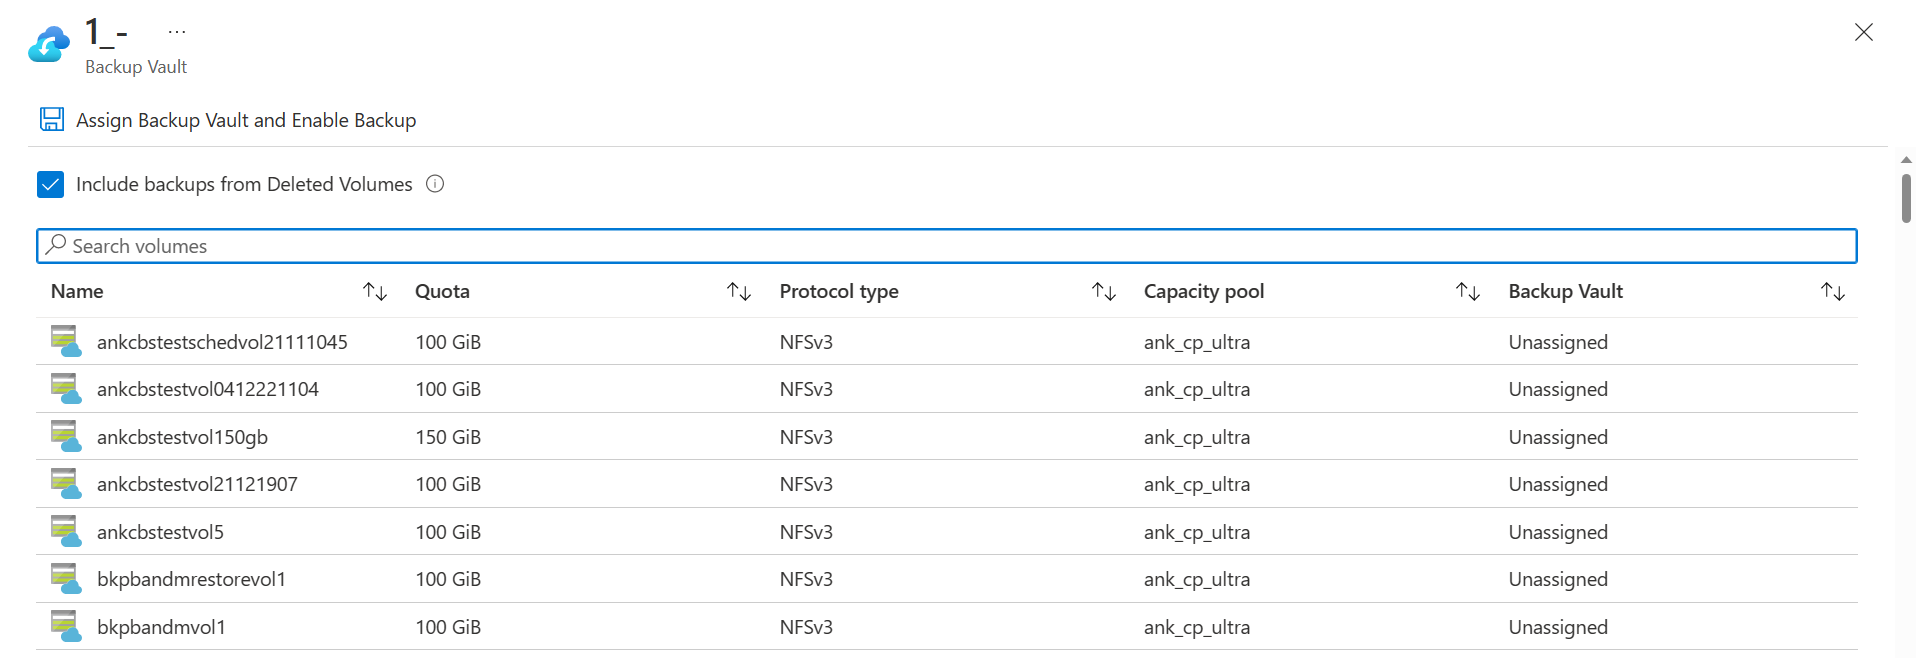 1_- ...
Backup Vault
Assign Backup Vault and Enable Backup
Include backups from Deleted Volumes
Search volumes
Name Quota Protocol type Capacity pool Backup Vault
ankcbstestschedvol21111045 100 GiB NFSv3 ank_cp_ultra Unassigned
ankcbstestvol0412221104 100 GiB NFSv3 ank_cp_ultra Unassigned
ankcbstestvol150gb 150 GiB NFSv3 ank_cp_ultra Unassigned
ankcbstestvol21121907 100 GiB NFSv3 ank_cp_ultra Unassigned
ankcbstestvol5 100 GiB NFSv3 ank_cp_ultra Unassigned
bkpbandmrestorevol1 100 GiB NFSv3 ank_cp_ultra Unassigned
bkpbandmvol1 100 GiB NFSv3 ank_cp_ultra Unassigned